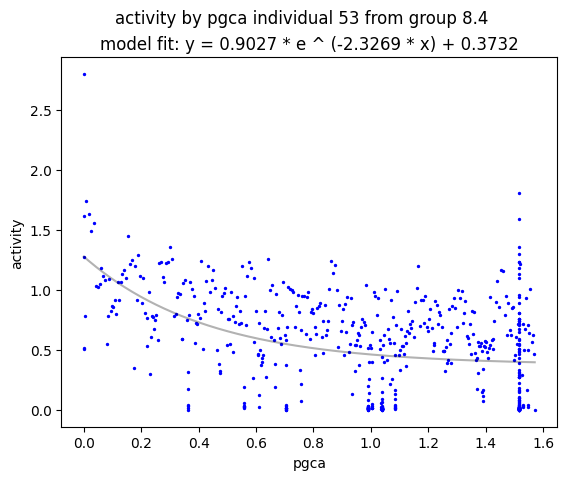 activity by pgca individual 53 from group 8.4
model fit: y = 0.9027 * e ^ (-2.3269 * x) + 0.3732
2.5
2.0
1.5
1.0
0.5
0.0
activity
0.0 0.2 0.4 0.6 0.8 1.0 1.2 1.4 1.6
pgca